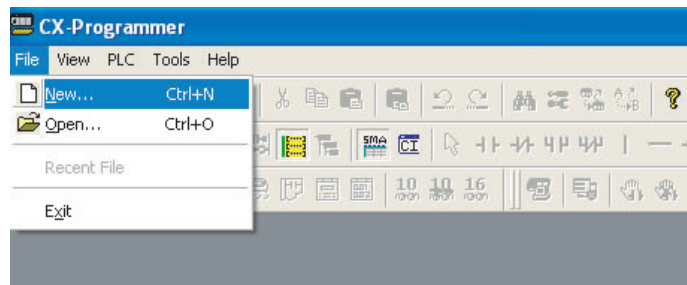 CX-Programmer
File View PLC Tools Help
New... Ctrl+N
Open... Ctrl+O
Recent File
Exit
SMA CI
10 10 16